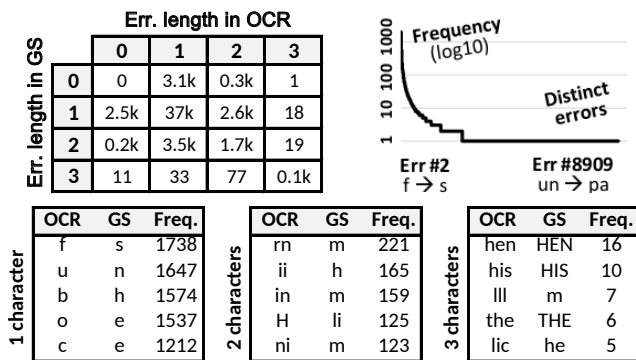 Err. length in OCR
Err. length in GS
0 1 2 3
0 0 3.1k 0.3k 1
1 2.5k 37k 2.6k 18
2 0.2k 3.5k 1.7k 19
3 11 33 77 0.1k
1 10 100 1000
Frequency
(log10)
Distinct
errors
Err #2
f → s
Err #8909
un → pa
1 character
OCR GS Freq.
f s 1738
u n 1647
b h 1574
o e 1537
c e 1212
2 characters
OCR GS Freq.
rn m 221
ii h 165
in m 159
H li 125
ni m 123
3 characters
OCR GS Freq.
hen HEN 16
his HIS 10
lll m 7
the THE 6
lic he 5